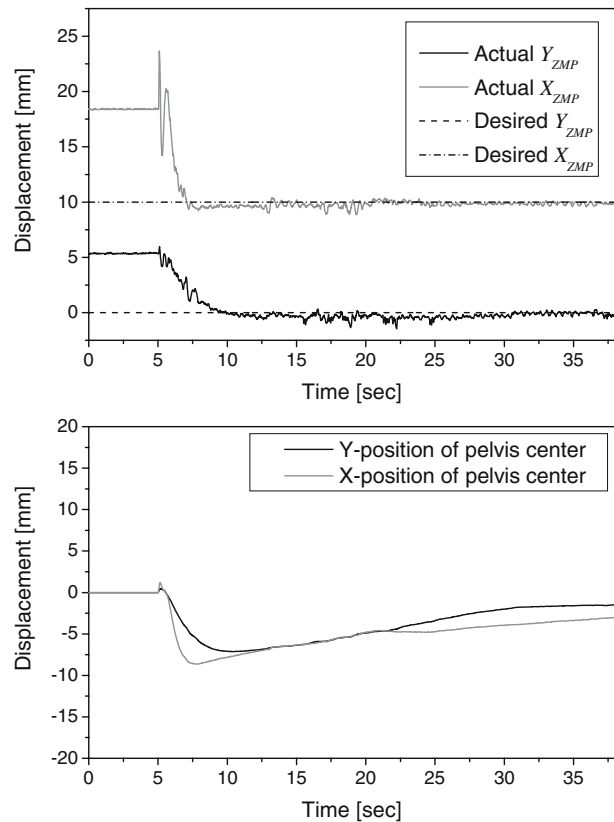 25
20
15
10
5
0
Displacement [mm]
Actual Y_ZMP
Actual X_ZMP
Desired Y_ZMP
Desired X_ZMP
0 5 10 15 20 25 30 35
Time [sec]
20
15
10
5
0
-5
-10
-15
-20
Displacement [mm]
Y-position of pelvis center
X-position of pelvis center
0 5 10 15 20 25 30 35
Time [sec]